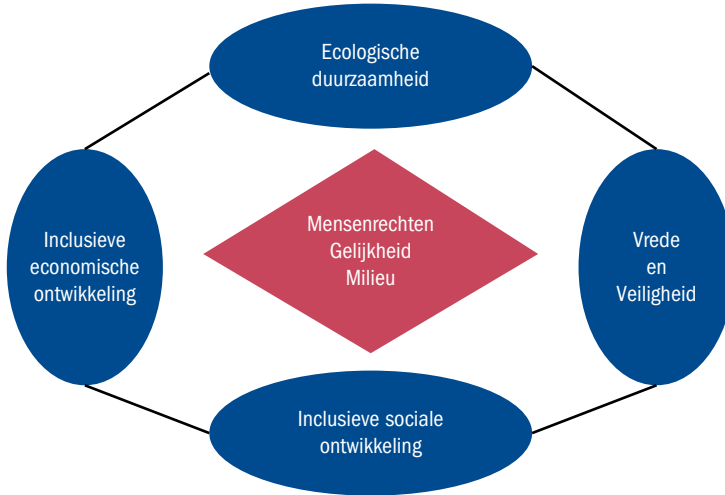 Ecologische
duurzaamheid
Inclusieve
economische
ontwikkeling
Mensenrechten
Gelijkheid
Milieu
Vrede
en
Veiligheid
Inclusieve sociale
ontwikkeling